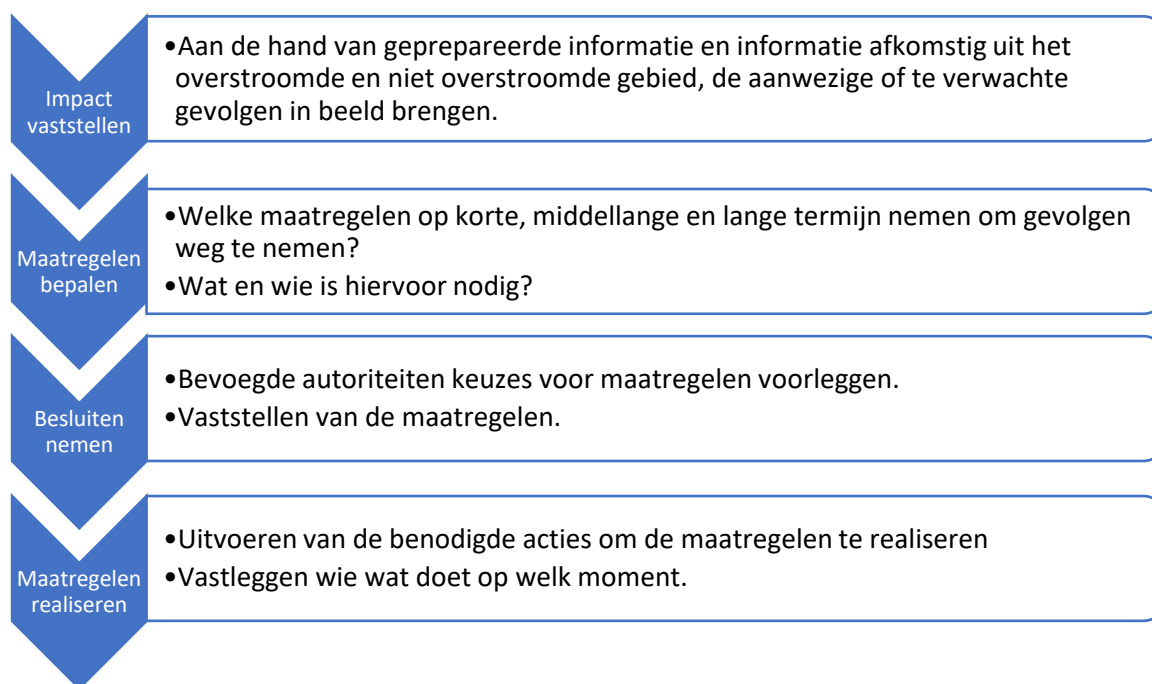 Impact
vaststellen
•Aan de hand van geprepareerde informatie en informatie afkomstig uit het
overstroomde en niet overstroomde gebied, de aanwezige of te verwachte
gevolgen in beeld brengen.
Maatregelen
bepalen
•Welke maatregelen op korte, middellange en lange termijn nemen om gevolgen
weg te nemen?
•Wat en wie is hiervoor nodig?
Besluiten
nemen
•Bevoegde autoriteiten keuzes voor maatregelen voorleggen.
•Vaststellen van de maatregelen.
Maatregelen
realiseren
•Uitvoeren van de benodigde acties om de maatregelen te realiseren
•Vastleggen wie wat doet op welk moment.